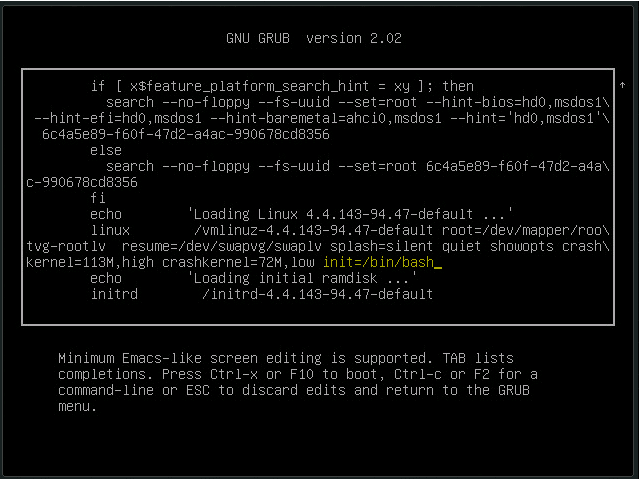 GNU GRUB  version 2.02
↑
if [ x$feature_platform_search_hint = xy ]; then
search --no-floppy --fs-uuid --set=root --hint-bios=hd0,msdos1\
--hint-efi=hd0,msdos1 --hint-baremetal=ahci0,msdos1 --hint='hd0,msdos1'\
6c4a5e89-f60f-47d2-a4ac-990678cd8356
else
search --no-floppy --fs-uuid --set=root 6c4a5e89-f60f-47d2-a4a\
c-990678cd8356
fi
echo 'Loading Linux 4.4.143-94.47-default ...'
linux /vmlinuz-4.4.143-94.47-default root=/dev/mapper/roo\
tvg-rootlv  resume=/dev/swapvg/swaplv splash=silent quiet showopts crash\
kernel=113M,high crashkernel=72M,low init=/bin/bash_
echo 'Loading initial ramdisk ...'
initrd /initrd-4.4.143-94.47-default
Minimum Emacs-like screen editing is supported. TAB lists
completions. Press Ctrl-x or F10 to boot, Ctrl-c or F2 for a
command-line or ESC to discard edits and return to the GRUB
menu.